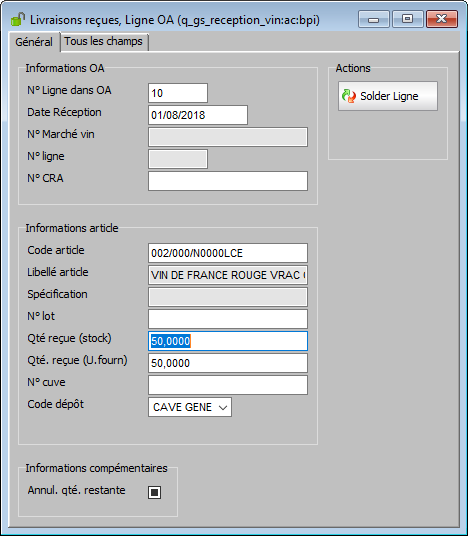 Livraisons reçues, Ligne OA (q_gs_reception_vin:ac:bpi)
Général
Tous les champs
Informations OA
N° Ligne dans OA 10
Date Réception 01/08/2018
N° Marché vin
N° ligne
N° CRA
Actions
Solder Ligne
Informations article
Code article 002/000/N0000LCE
Libellé article VIN DE FRANCE ROUGE VRAC
Spécification
N° lot
Qté reçue (stock) 50,0000
Qté. reçue (U.fourn) 50,0000
N° cuve
Code dépôt CAVE GENE
Informations compémentaires
Annul. qté. restante